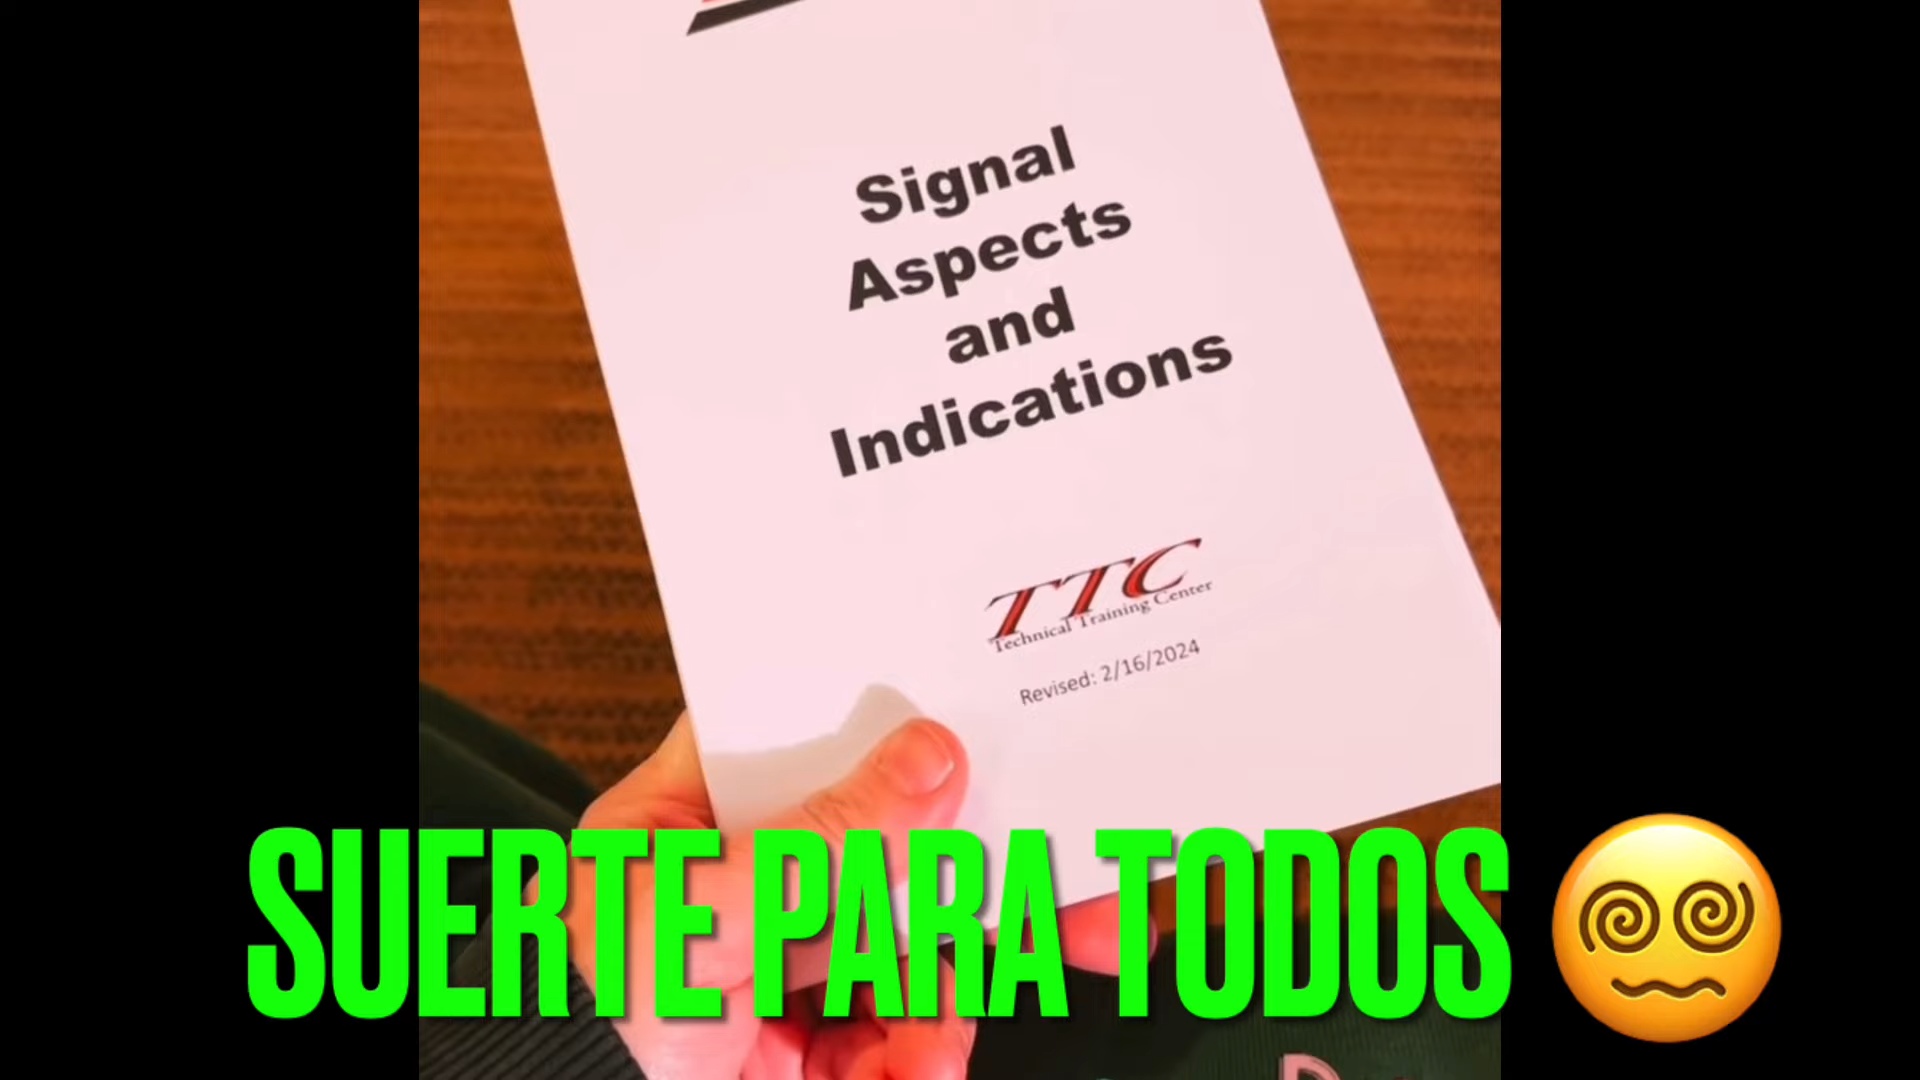 Signal
Aspects
and
Indications
TTC
Technical Training Center
Revised: 2/16/2024
SUERTE PARA TODOS